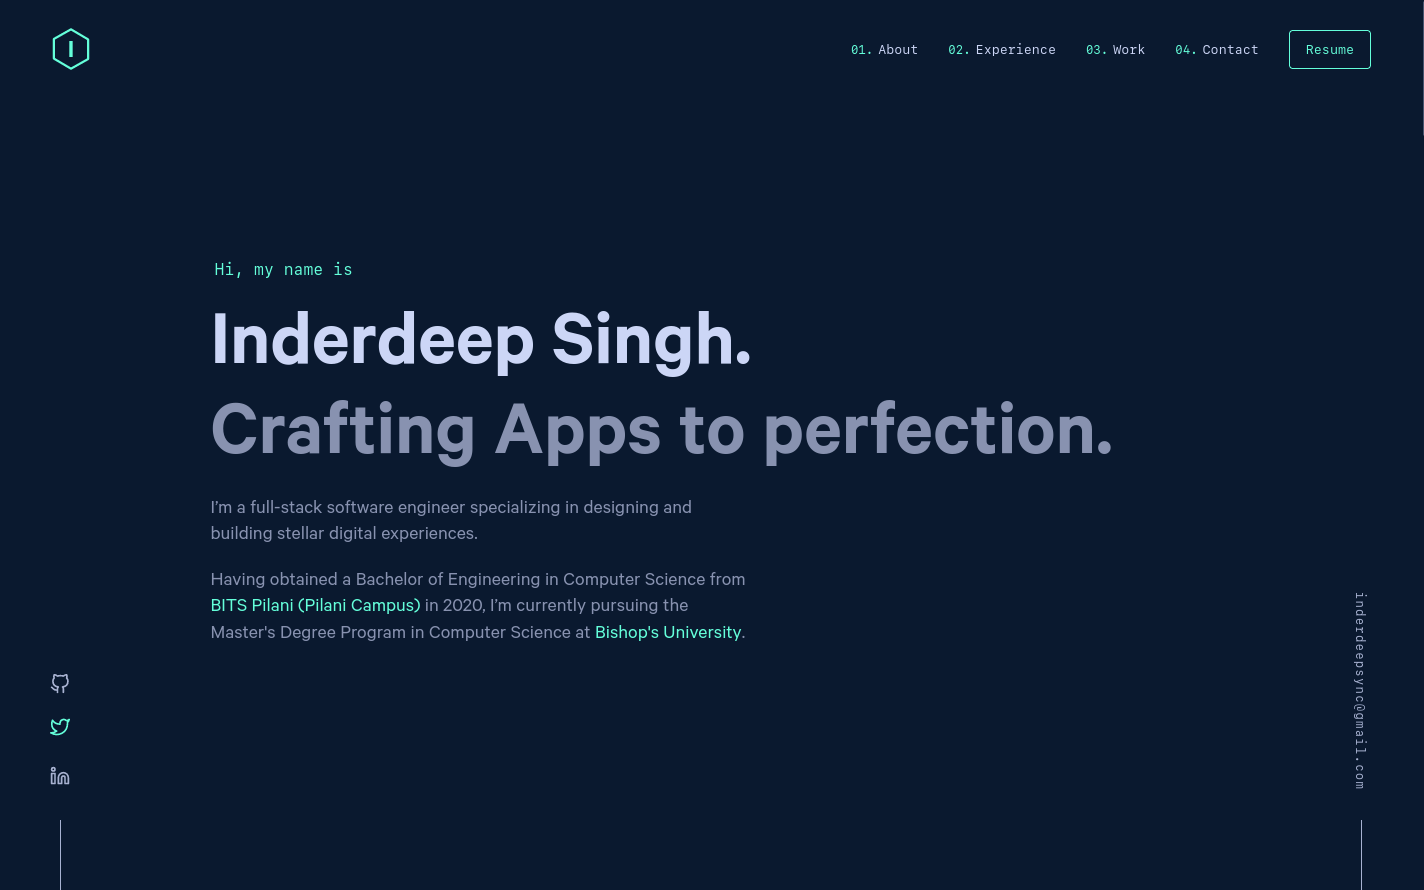 I
01. About 02. Experience 03. Work 04. Contact Resume
Hi, my name is
Inderdeep Singh.
Crafting Apps to perfection.
I’m a full-stack software engineer specializing in designing and
building stellar digital experiences.
Having obtained a Bachelor of Engineering in Computer Science from
BITS Pilani (Pilani Campus) in 2020, I’m currently pursuing the
Master's Degree Program in Computer Science at Bishop's University.
in
inderdeepsync@gmail.com